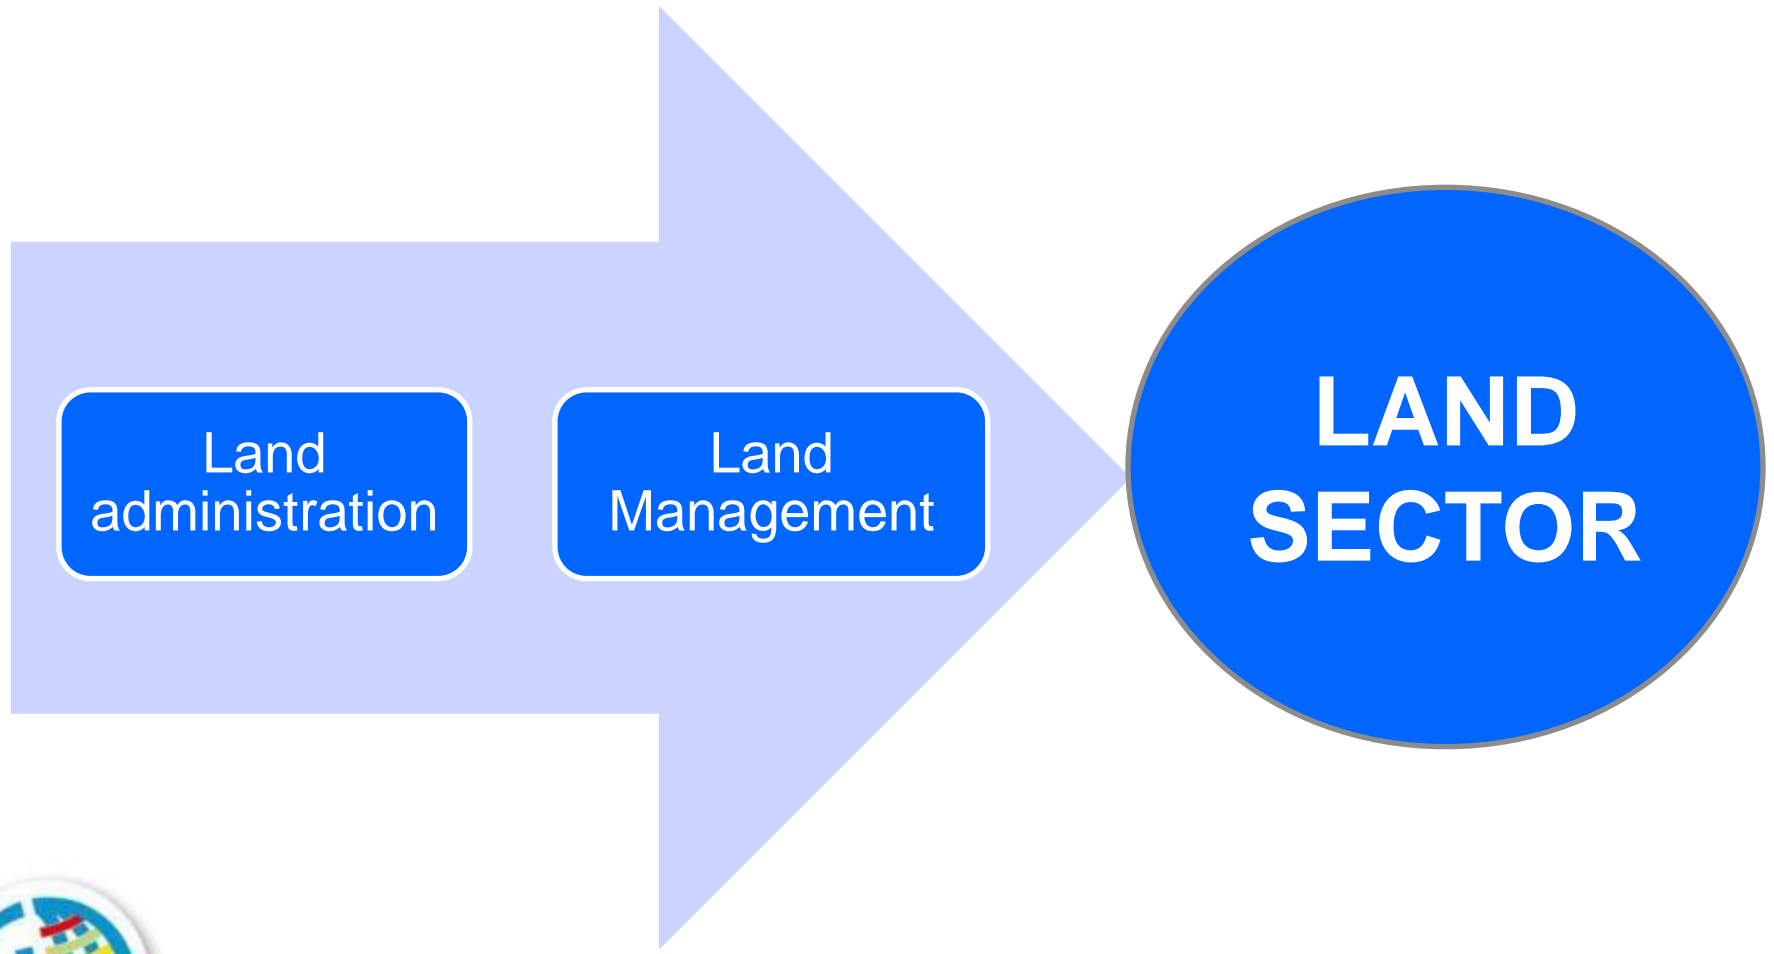 Land
administration
Land
Management
LAND
SECTOR